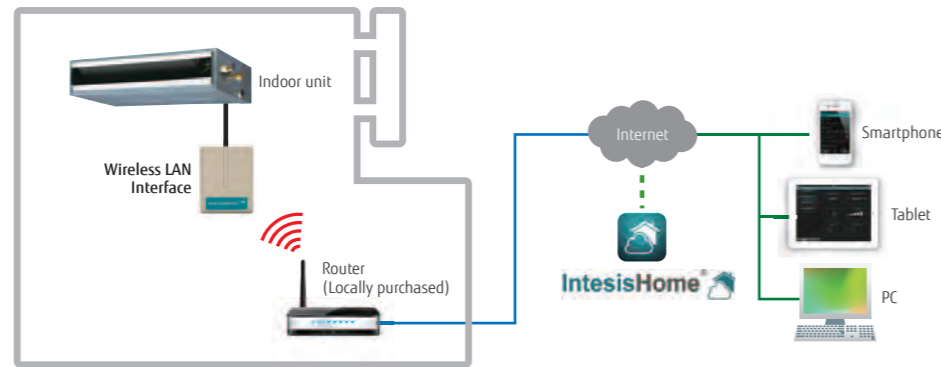 Indoor unit
Wireless LAN
Interface
Router
(Locally purchased)
Internet
IntesisHome®
Smartphone
Tablet
PC